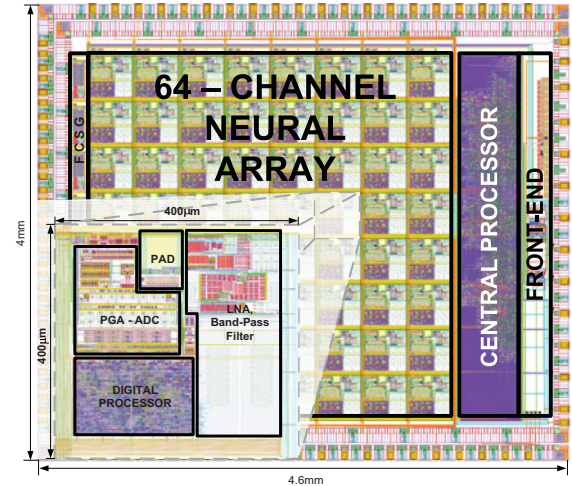 64 – CHANNEL
NEURAL
ARRAY
FCSG
CENTRAL PROCESSOR
FRONT-END
4mm
400µm
400µm
PAD
PGA - ADC
LNA,
Band-Pass
Filter
DIGITAL
PROCESSOR
4.6mm